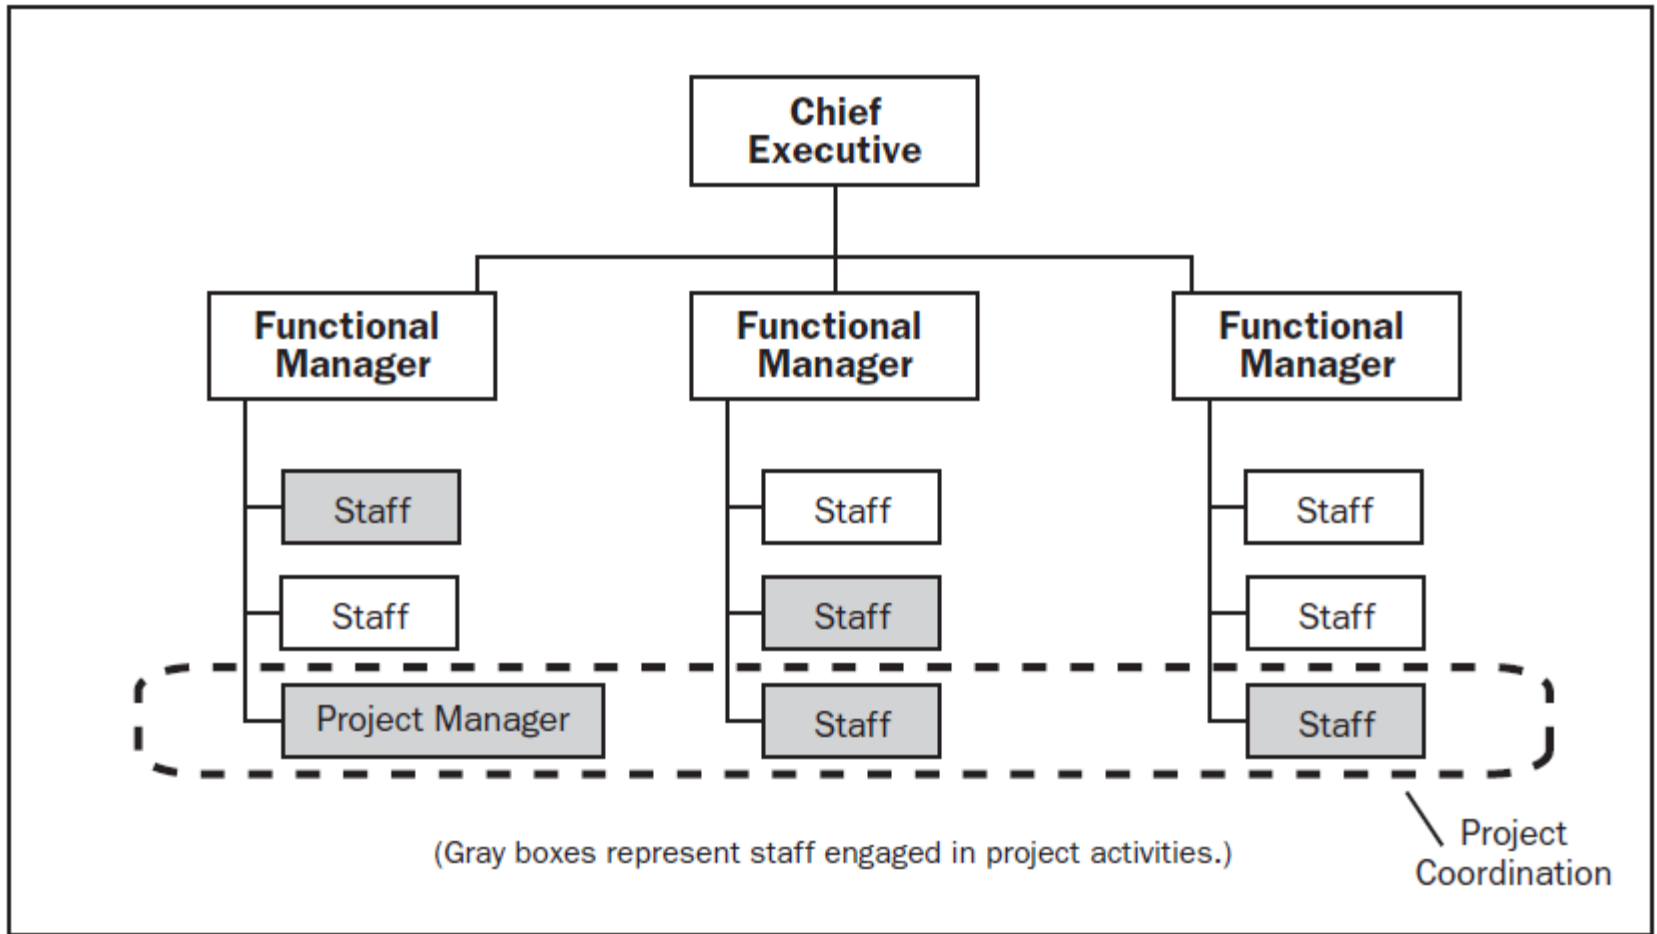 Chief
Executive
Functional
Manager
Functional
Manager
Functional
Manager
Staff
Staff
Staff
Staff
Staff
Staff
Project Manager
Staff
Staff
(Gray boxes represent staff engaged in project activities.)
Project
Coordination